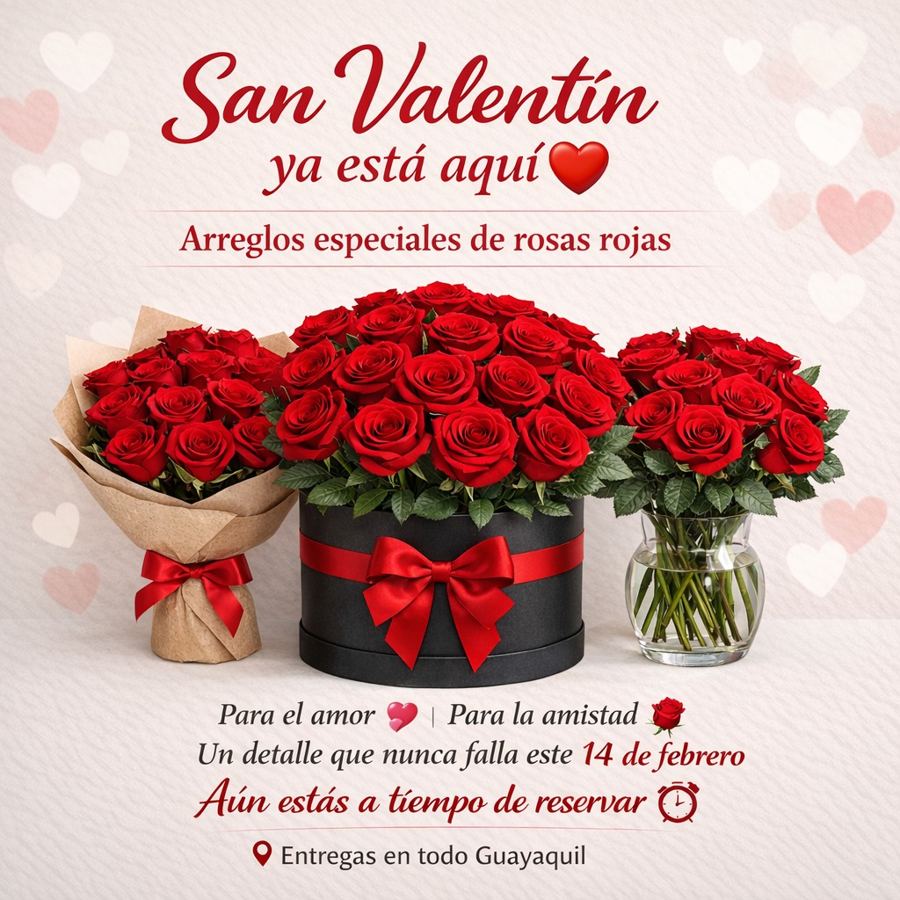 San Valentín
ya está aquí ❤️
Arreglos especiales de rosas rojas
Para el amor 💞 | Para la amistad 🌹
Un detalle que nunca falla este 14 de febrero
Aún estás a tiempo de reservar ⏰
📍 Entregas en todo Guayaquil